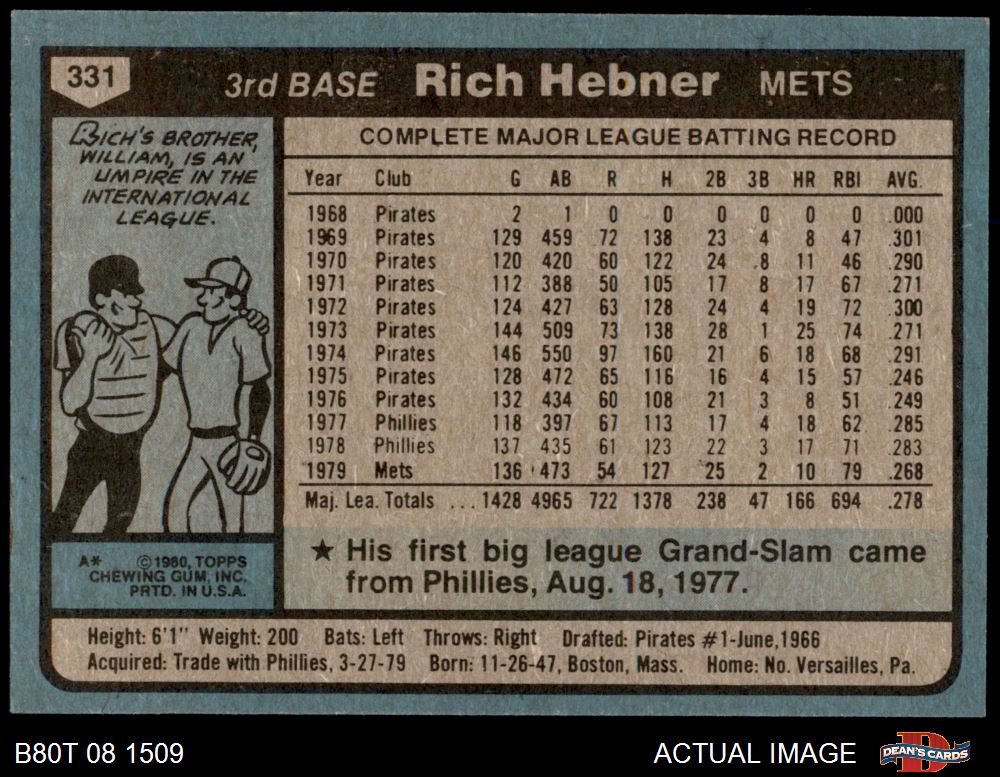 331
3rd BASE Rich Hebner METS
RICH'S BROTHER,
WILLIAM, IS AN
UMPIRE IN THE
INTERNATIONAL
LEAGUE.
A* ©1980, TOPPS
CHEWING GUM, INC.
PRTD. IN U.S.A.
COMPLETE MAJOR LEAGUE BATTING RECORD
Year Club G AB R H 2B 3B HR RBI AVG.
1968 Pirates 2 1 0 0 0 0 0 0 .000
1969 Pirates 129 459 72 138 23 4 8 47 .301
1970 Pirates 120 420 60 122 24 8 11 46 .290
1971 Pirates 112 388 50 105 17 8 17 67 .271
1972 Pirates 124 427 63 128 24 4 19 72 .300
1973 Pirates 144 509 73 138 28 1 25 74 .271
1974 Pirates 146 550 97 160 21 6 18 68 .291
1975 Pirates 128 472 65 116 16 4 15 57 .246
1976 Pirates 132 434 60 108 21 3 8 51 .249
1977 Phillies 118 397 67 113 17 4 18 62 .285
1978 Phillies 137 435 61 123 22 3 17 71 .283
1979 Mets 136 473 54 127 25 2 10 79 .268
Maj. Lea. Totals ... 1428 4965 722 1378 238 47 166 694 .278
★ His first big league Grand-Slam came
from Phillies, Aug. 18, 1977.
Height: 6'1" Weight: 200 Bats: Left Throws: Right Drafted: Pirates #1-June,1966
Acquired: Trade with Phillies, 3-27-79 Born: 11-26-47, Boston, Mass. Home: No. Versailles, Pa.
B80T 08 1509 ACTUAL IMAGE DEAN'S CARDS